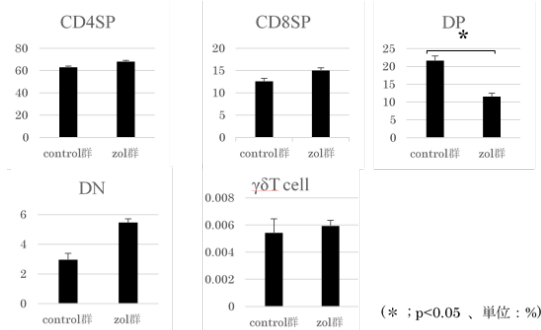 CD4SP
80
60
40
20
0
control群 zol群
CD8SP
20
15
10
5
0
control群 zol群
DP
*
25
20
15
10
5
0
control群 zol群
DN
6
4
2
0
control群 zol群
γδT cell
0.008
0.006
0.004
0.002
0
control群 zol群
(* ;p<0.05 、単位:%)